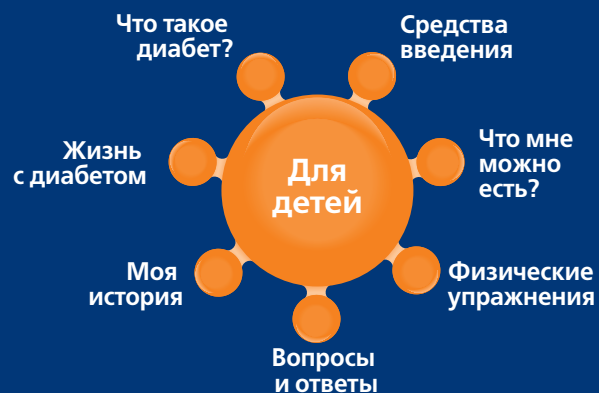 Что такое
диабет?
Средства
введения
Жизнь
с диабетом
Для
детей
Что мне
можно
есть?
Моя
история
Физические
упражнения
Вопросы
и ответы